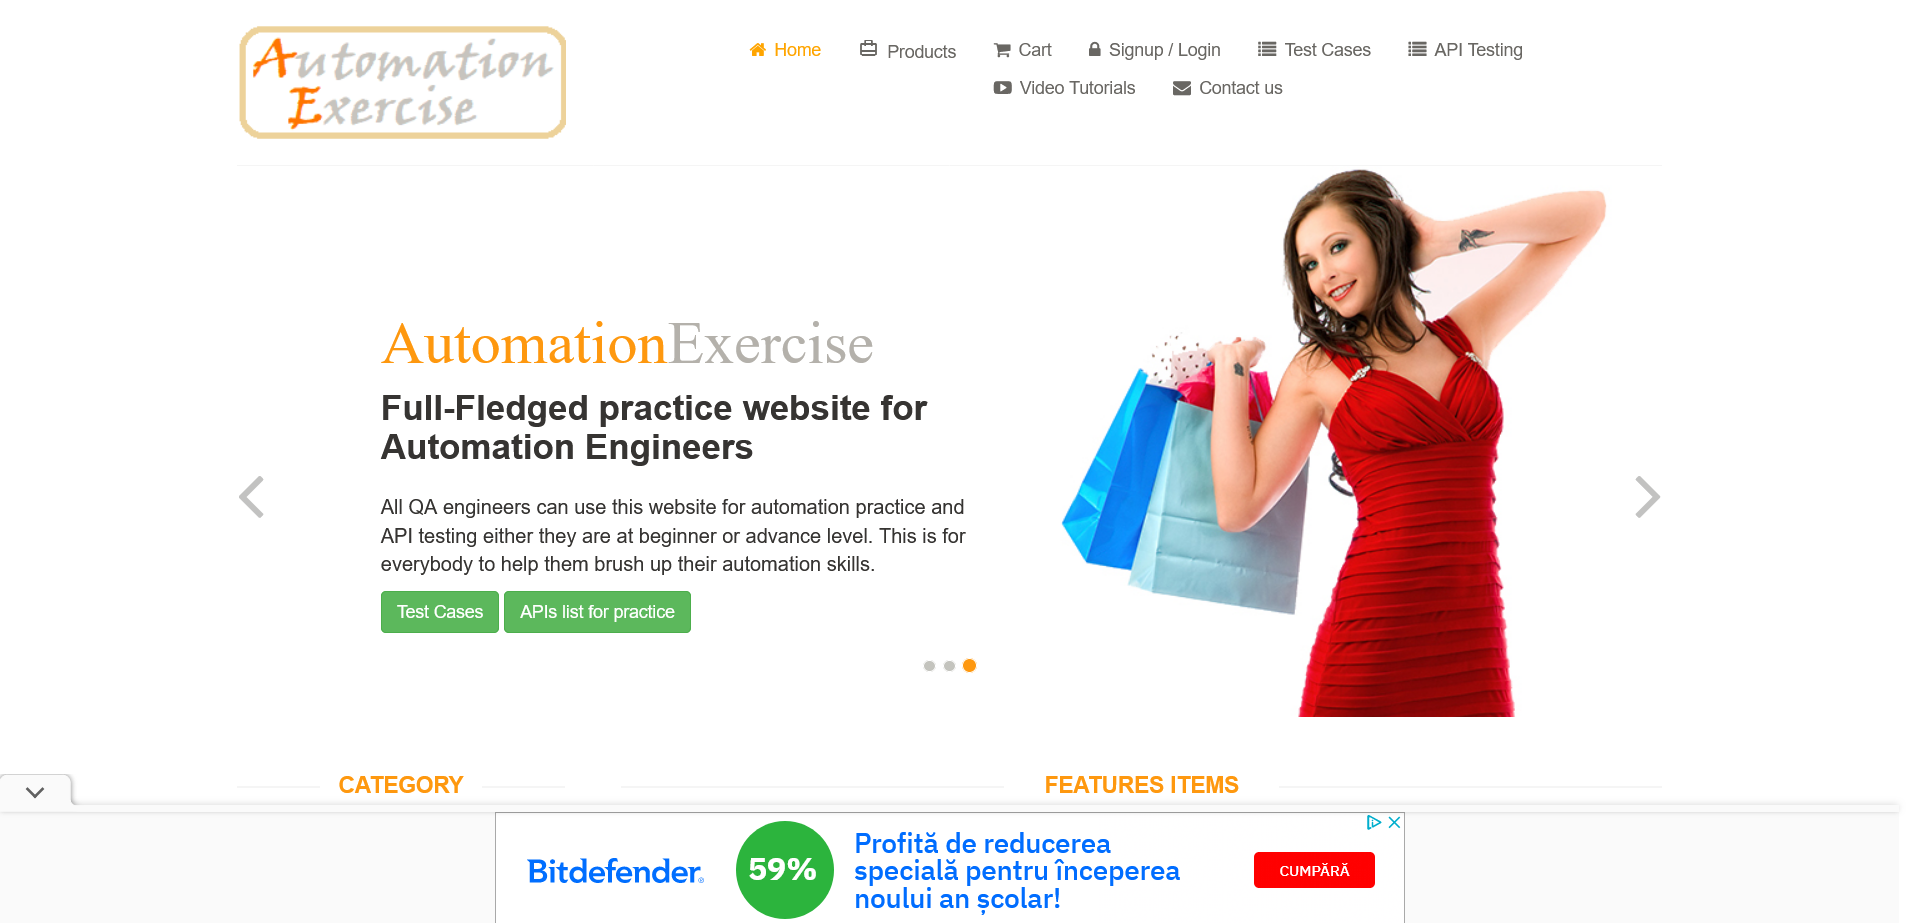 Automation
Exercise
Home
Products
Cart
Signup / Login
Test Cases
API Testing
Video Tutorials
Contact us
AutomationExercise
Full-Fledged practice website for
Automation Engineers
All QA engineers can use this website for automation practice and
API testing either they are at beginner or advance level. This is for
everybody to help them brush up their automation skills.
Test Cases
APIs list for practice
CATEGORY
FEATURES ITEMS
Bitdefender®
59%
Profită de reducerea
specială pentru începerea
noului an școlar!
CUMPĂRĂ